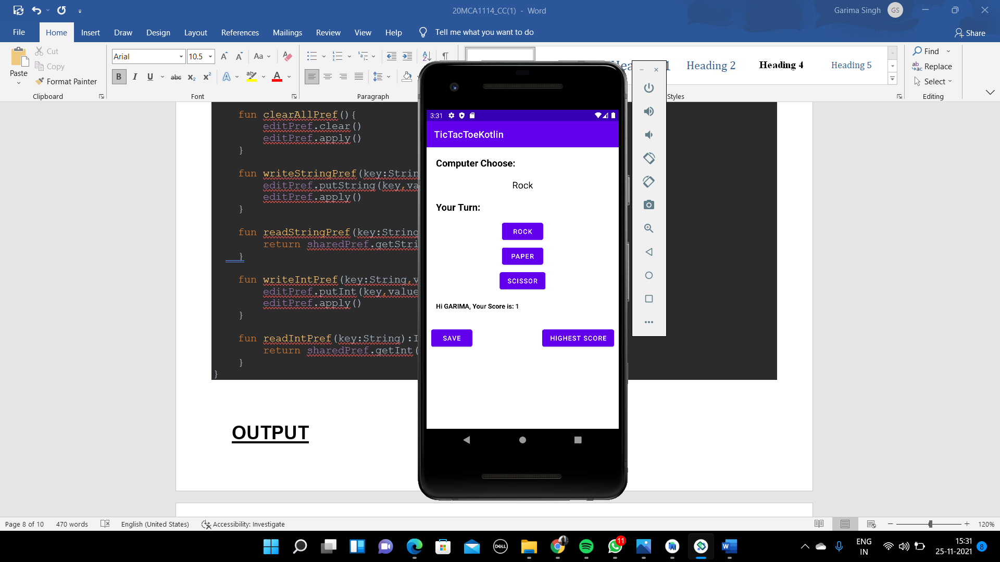 20MCA1114_CC(1) - Word
Garima Singh GS
File Home Insert Draw Design Layout References Mailings Review View Help Tell me what you want to do Share
Paste
Cut
Copy
Format Painter
Clipboard
Arial 10.5
Font
Paragraph
Hea 1 Heading 2 Heading 4 Heading 5
Styles
Find
Replace
Select
Editing
fun clearAllPref(){
editPref.clear()
editPref.apply()
}
fun writeStringPref(key:Strin
editPref.putString(key,va
editPref.apply()
}
fun readStringPref(key:String
return sharedPref.getStri
}
fun writeIntPref(key:String,v
editPref.putInt(key,value
editPref.apply()
}
fun readIntPref(key:String):I
return sharedPref.getInt(
}
}
OUTPUT
3:31
TicTacToeKotlin
Computer Choose:
Rock
Your Turn:
ROCK
PAPER
SCISSOR
Hi GARIMA, Your Score is: 1
SAVE HIGHEST SCORE
Page 8 of 10 470 words English (United States) Accessibility: Investigate 120%
DELL
11
ENG
IN
15:31
25-11-2021
8